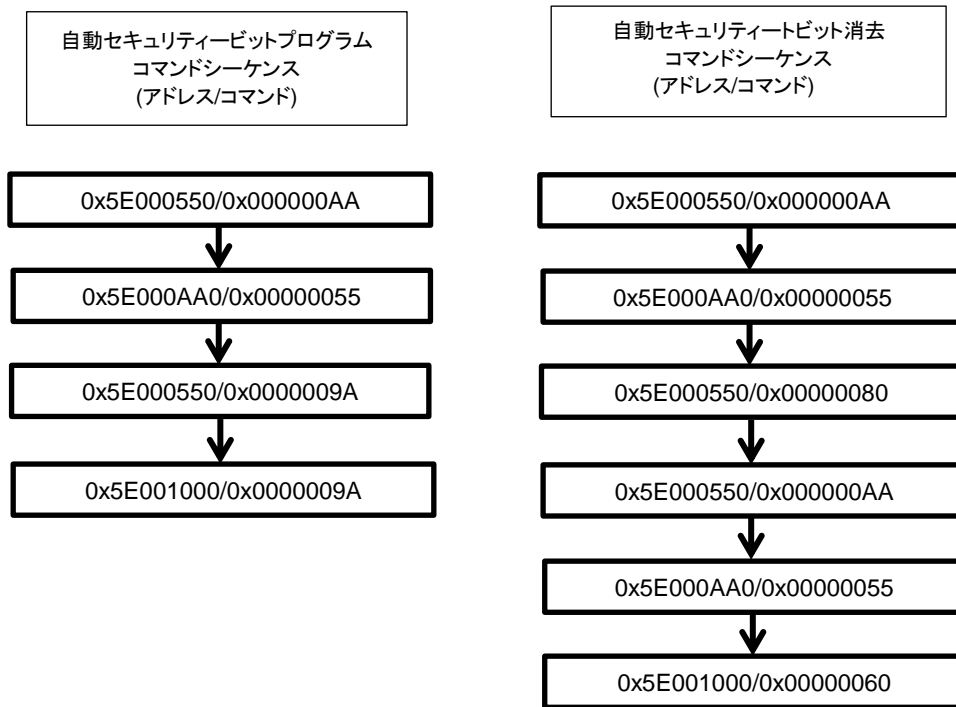 自動セキュリティービットプログラム
コマンドシーケンス
(アドレス/コマンド)
0x5E000550/0x000000AA
0x5E000AA0/0x00000055
0x5E000550/0x0000009A
0x5E001000/0x0000009A
自動セキュリティートビット消去
コマンドシーケンス
(アドレス/コマンド)
0x5E000550/0x000000AA
0x5E000AA0/0x00000055
0x5E000550/0x00000080
0x5E000550/0x000000AA
0x5E000AA0/0x00000055
0x5E001000/0x00000060